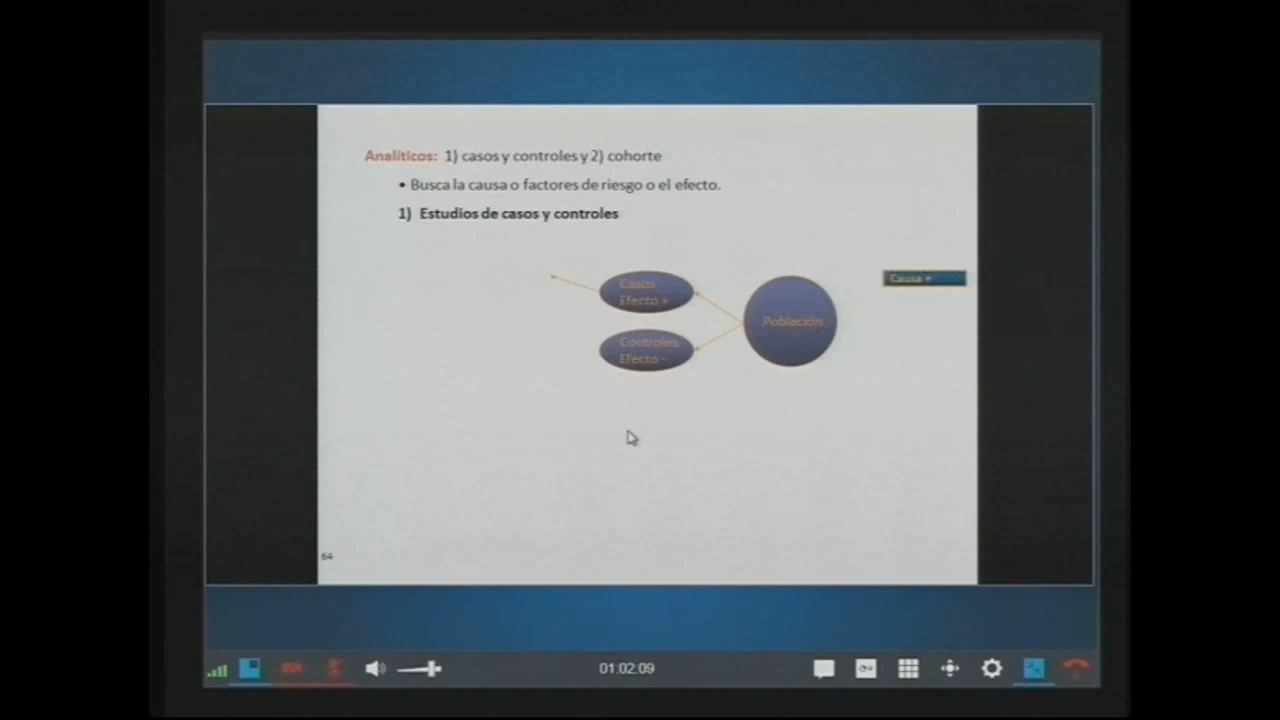 Analíticos: 1) casos y controles y 2) cohorte
• Busca la causa o factores de riesgo o el efecto.
1) Estudios de casos y controles
Causa +
Casos
Efecto +
Población
Controles
Efecto -
64
01:02:09